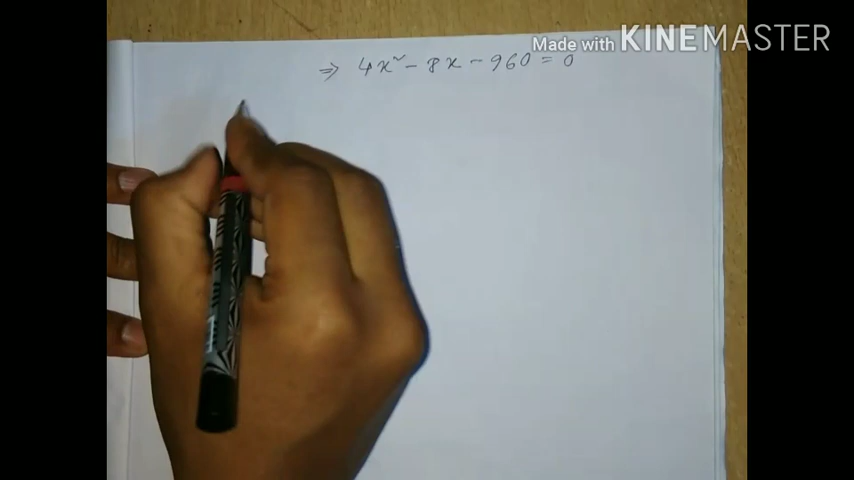 Made with KINEMASTER
⇒ 4x² - 8x - 960 = 0